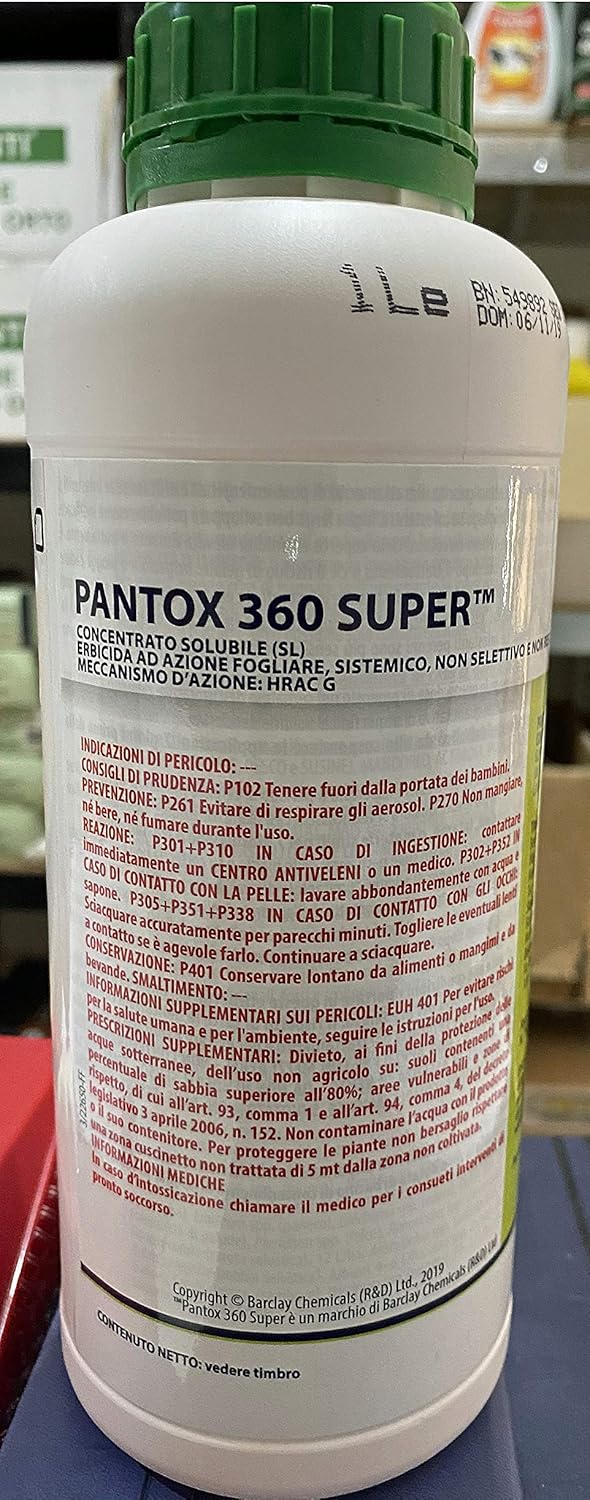 ORTO
1L e
BN: 549892
DOM: 06/11/19
PANTOX 360 SUPER™
CONCENTRATO SOLUBILE (SL)
ERBICIDA AD AZIONE FOGLIARE, SISTEMICO, NON SELETTIVO E NON
MECCANISMO D'AZIONE: HRAC G
INDICAZIONI DI PERICOLO: ---
CONSIGLI DI PRUDENZA: P102 Tenere fuori dalla portata dei bambini.
PREVENZIONE: P261 Evitare di respirare gli aerosol. P270 Non mangiare,
né bere, né fumare durante l'uso.
REAZIONE: P301+P310 IN CASO DI INGESTIONE: contattare
immediatamente un CENTRO ANTIVELENI o un medico. P302+P352 IN
CASO DI CONTATTO CON LA PELLE: lavare abbondantemente con acqua e
sapone. P305+P351+P338 IN CASO DI CONTATTO CON GLI OCCHI:
Sciacquare accuratamente per parecchi minuti. Togliere le eventuali lenti
a contatto se è agevole farlo. Continuare a sciacquare.
CONSERVAZIONE: P401 Conservare lontano da alimenti o mangimi e da
bevande. SMALTIMENTO: ---
INFORMAZIONI SUPPLEMENTARI SUI PERICOLI: EUH 401 Per evitare rischi
per la salute umana e per l'ambiente, seguire le istruzioni per l'uso.
PRESCRIZIONI SUPPLEMENTARI: Divieto, ai fini della protezione delle
acque sotterranee, dell'uso non agricolo su: suoli contenenti una
percentuale di sabbia superiore all'80%; aree vulnerabili e zone di
rispetto, di cui all'art. 93, comma 1 e all'art. 94, comma 4, del decreto
legislativo 3 aprile 2006, n. 152. Non contaminare l'acqua con il prodotto
o il suo contenitore. Per proteggere le piante non bersaglio rispettare
una zona cuscinetto non trattata di 5 mt dalla zona non coltivata.
INFORMAZIONI MEDICHE
In caso d'intossicazione chiamare il medico per i consueti interventi di
pronto soccorso.
Copyright © Barclay Chemicals (R&D) Ltd., 2019
™Pantox 360 Super è un marchio di Barclay Chemicals (R&D) Ltd
CONTENUTO NETTO: vedere timbro